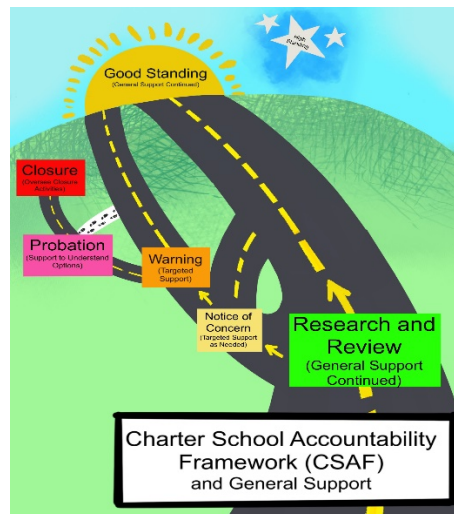 High
Standing
Good Standing
(General Support Continued)
Closure
(Oversee Closure
Activities)
Probation
(Support to Understand
Options)
Warning
(Targeted
Support)
Notice of
Concern
(Targeted Support
as Needed)
Research and
Review
(General Support
Continued)
Charter School Accountability
Framework (CSAF)
and General Support